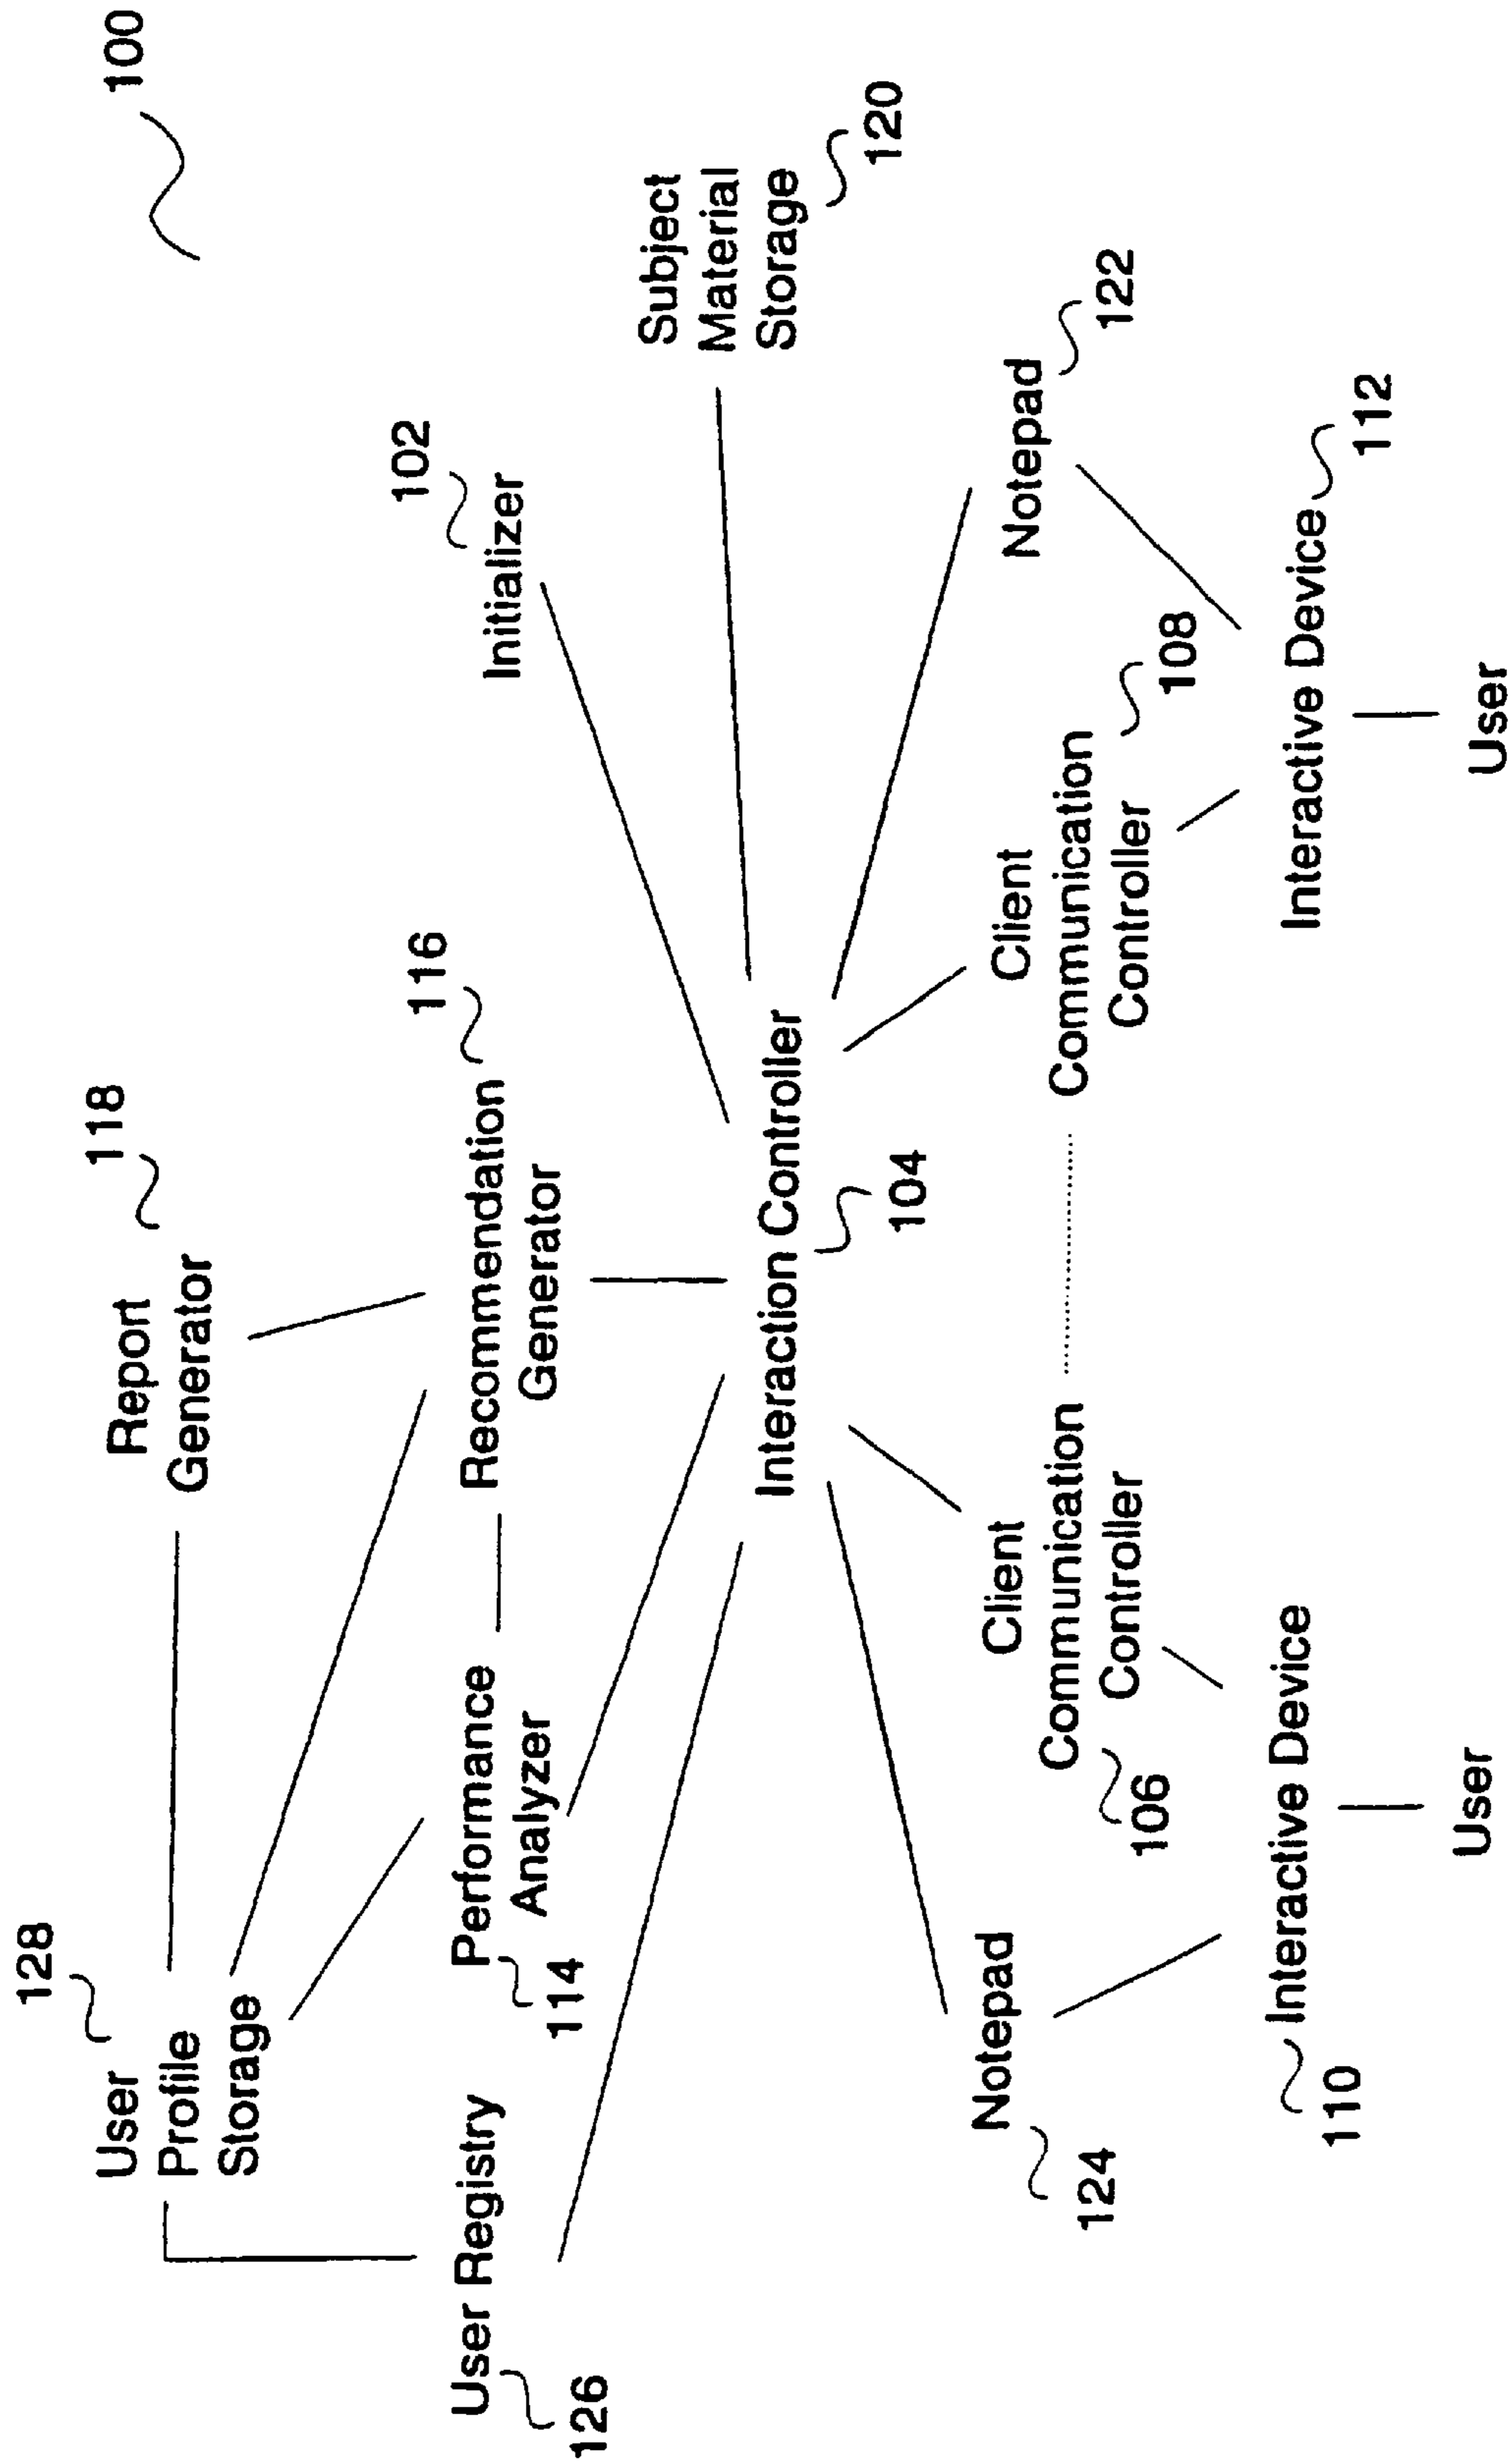 100
118
Report
Generator
128
User
Profile
Storage
116
Recommendation
Generator
102
Initializer
Performance
Analyzer
114
User Registry
126
Subject
Material
Storage
120
Interaction Controller
104
Notepad
122
Client
Communication
Controller
108
Client
Communication
Controller
106
Notepad
124
Interactive Device
112
Interactive Device
110
User
User